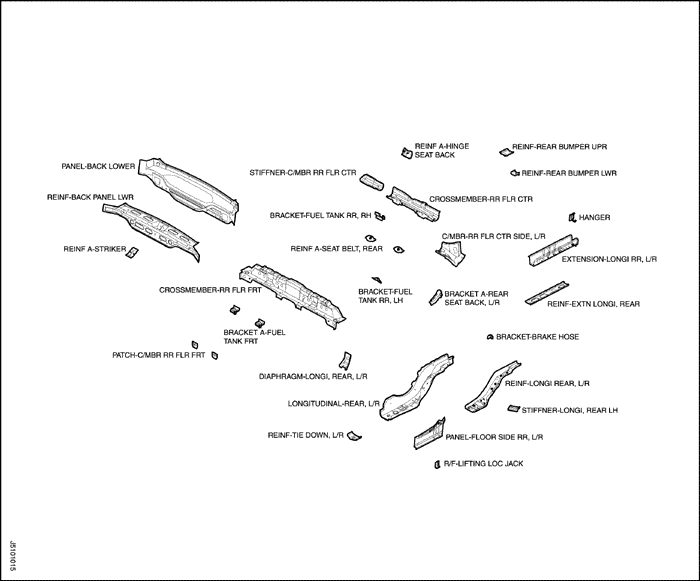 REINF A-HINGE
SEAT BACK
REINF-REAR BUMPER UPR
PANEL-BACK LOWER
STIFFNER-C/MBR RR FLR CTR
REINF-REAR BUMPER LWR
REINF-BACK PANEL LWR
CROSSMEMBER-RR FLR CTR
BRACKET-FUEL TANK RR, RH
HANGER
C/MBR-RR FLR CTR SIDE, L/R
REINF A-STRIKER
REINF A-SEAT BELT, REAR
EXTENSION-LONGI RR, L/R
CROSSMEMBER-RR FLR FRT
BRACKET-FUEL
TANK RR, LH
BRACKET A-REAR
SEAT BACK, L/R
REINF-EXTN LONGI, REAR
BRACKET A-FUEL
TANK FRT
BRACKET-BRAKE HOSE
PATCH-C/MBR RR FLR FRT
DIAPHRAGM-LONGI, REAR, L/R
REINF-LONGI REAR, L/R
LONGITUDINAL-REAR, L/R
STIFFNER-LONGI, REAR LH
REINF-TIE DOWN, L/R
PANEL-FLOOR SIDE RR, L/R
R/F-LIFTING LOC JACK
J5101015